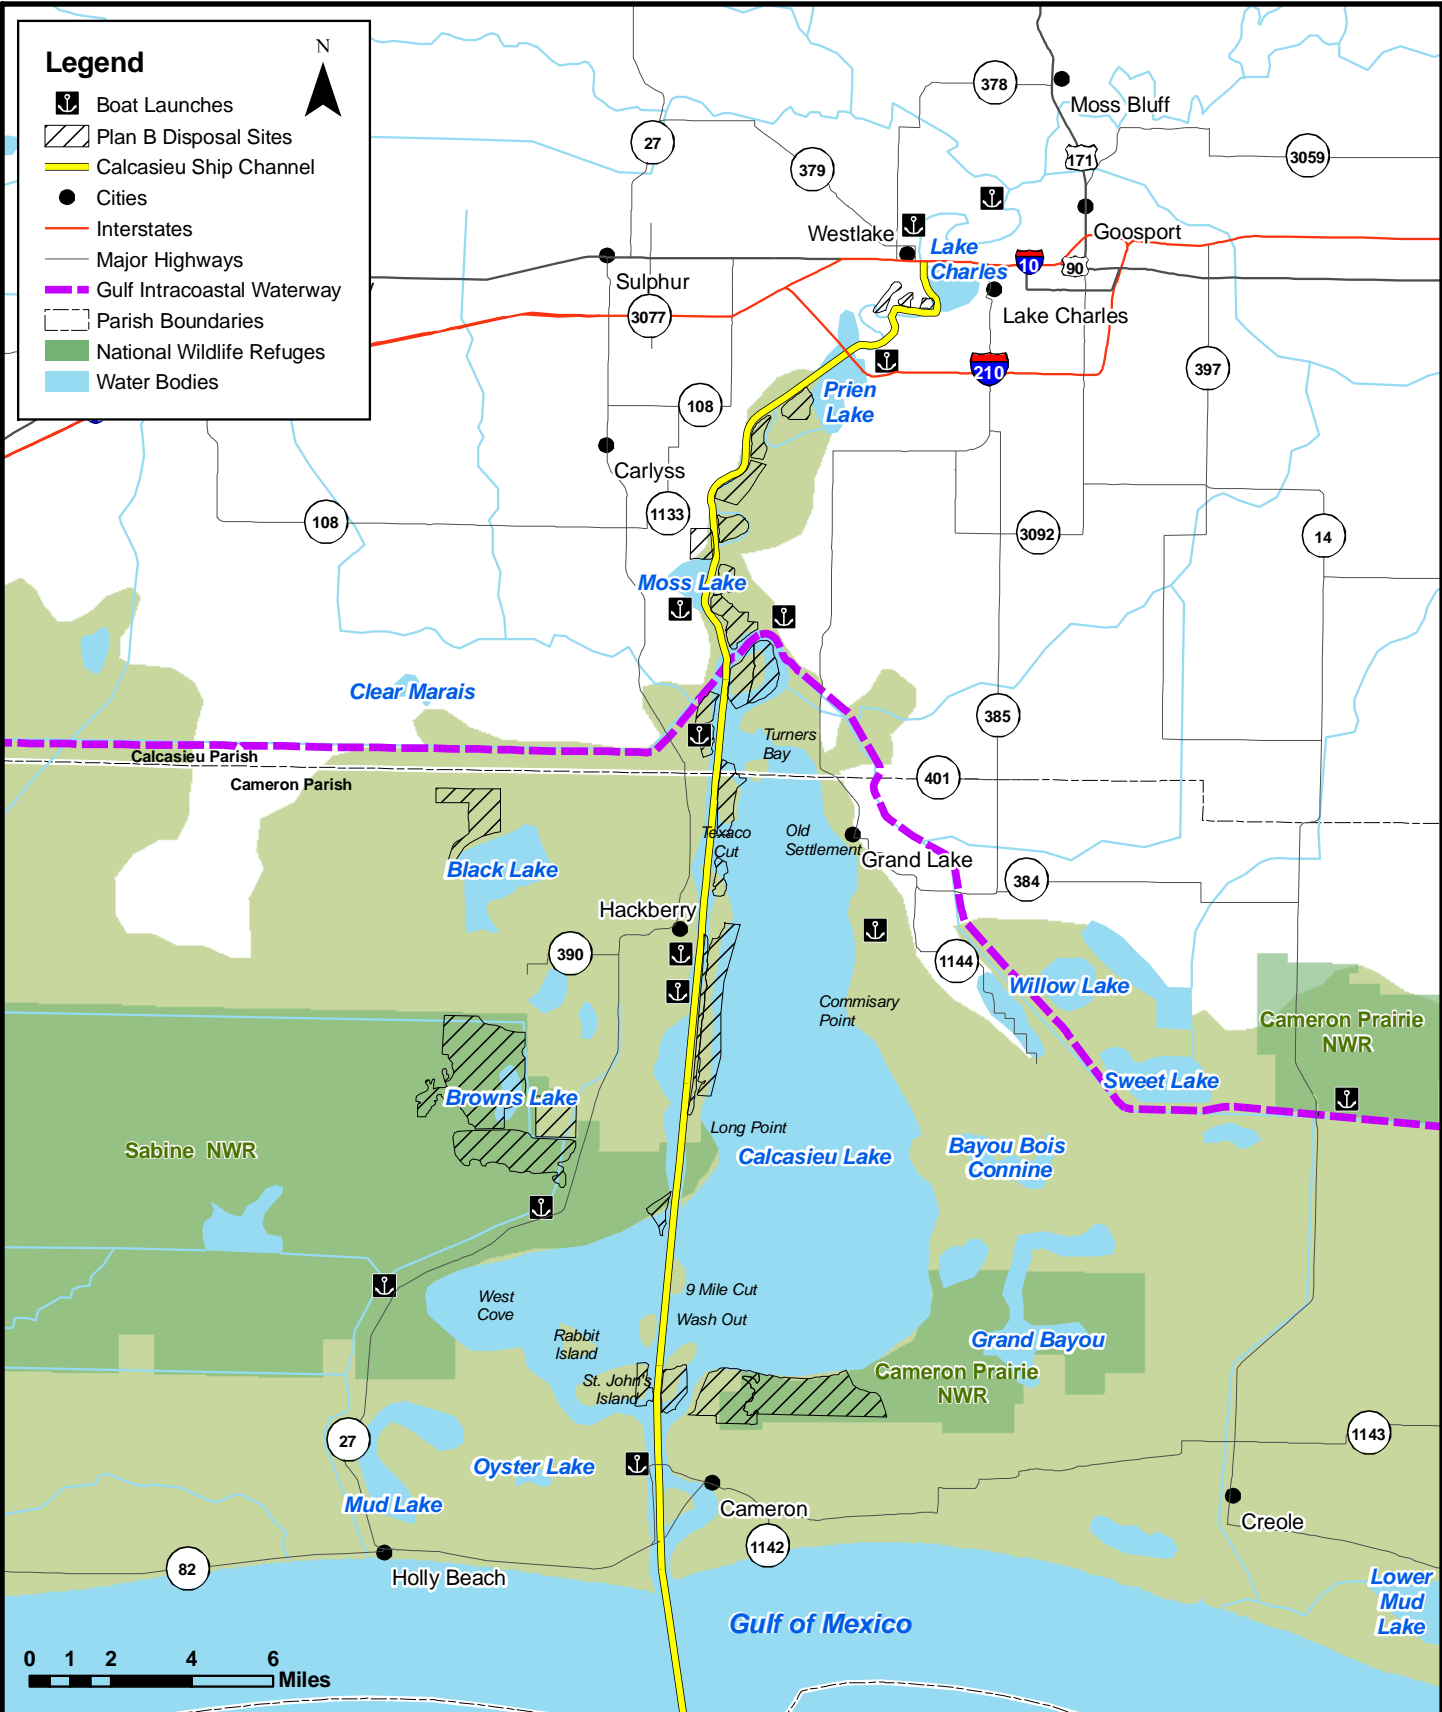 Legend
N
Boat Launches
Plan B Disposal Sites
Calcasieu Ship Channel
Cities
Interstates
Major Highways
Gulf Intracoastal Waterway
Parish Boundaries
National Wildlife Refuges
Water Bodies
378
Moss Bluff
27
171
3059
379
Westlake
Goosport
Lake
Charles
10
90
Sulphur
Lake Charles
3077
210
397
Prien
Lake
108
Carlyss
1133
108
3092
14
Moss Lake
Clear Marais
385
Turners
Bay
Calcasieu Parish
Cameron Parish
401
Texaco
Cut
Old
Settlement
Grand Lake
Black Lake
384
Hackberry
390
1144
Willow Lake
Commisary
Point
Cameron Prairie
NWR
Sweet Lake
Browns Lake
Long Point
Sabine NWR
Calcasieu Lake
Bayou Bois
Connine
9 Mile Cut
West
Cove
Wash Out
Rabbit
Island
Grand Bayou
St. John's
Island
Cameron Prairie
NWR
27
1143
Oyster Lake
Mud Lake
Cameron
Creole
1142
82
Holly Beach
Lower
Mud
Lake
Gulf of Mexico
0 1 2 4 6
Miles